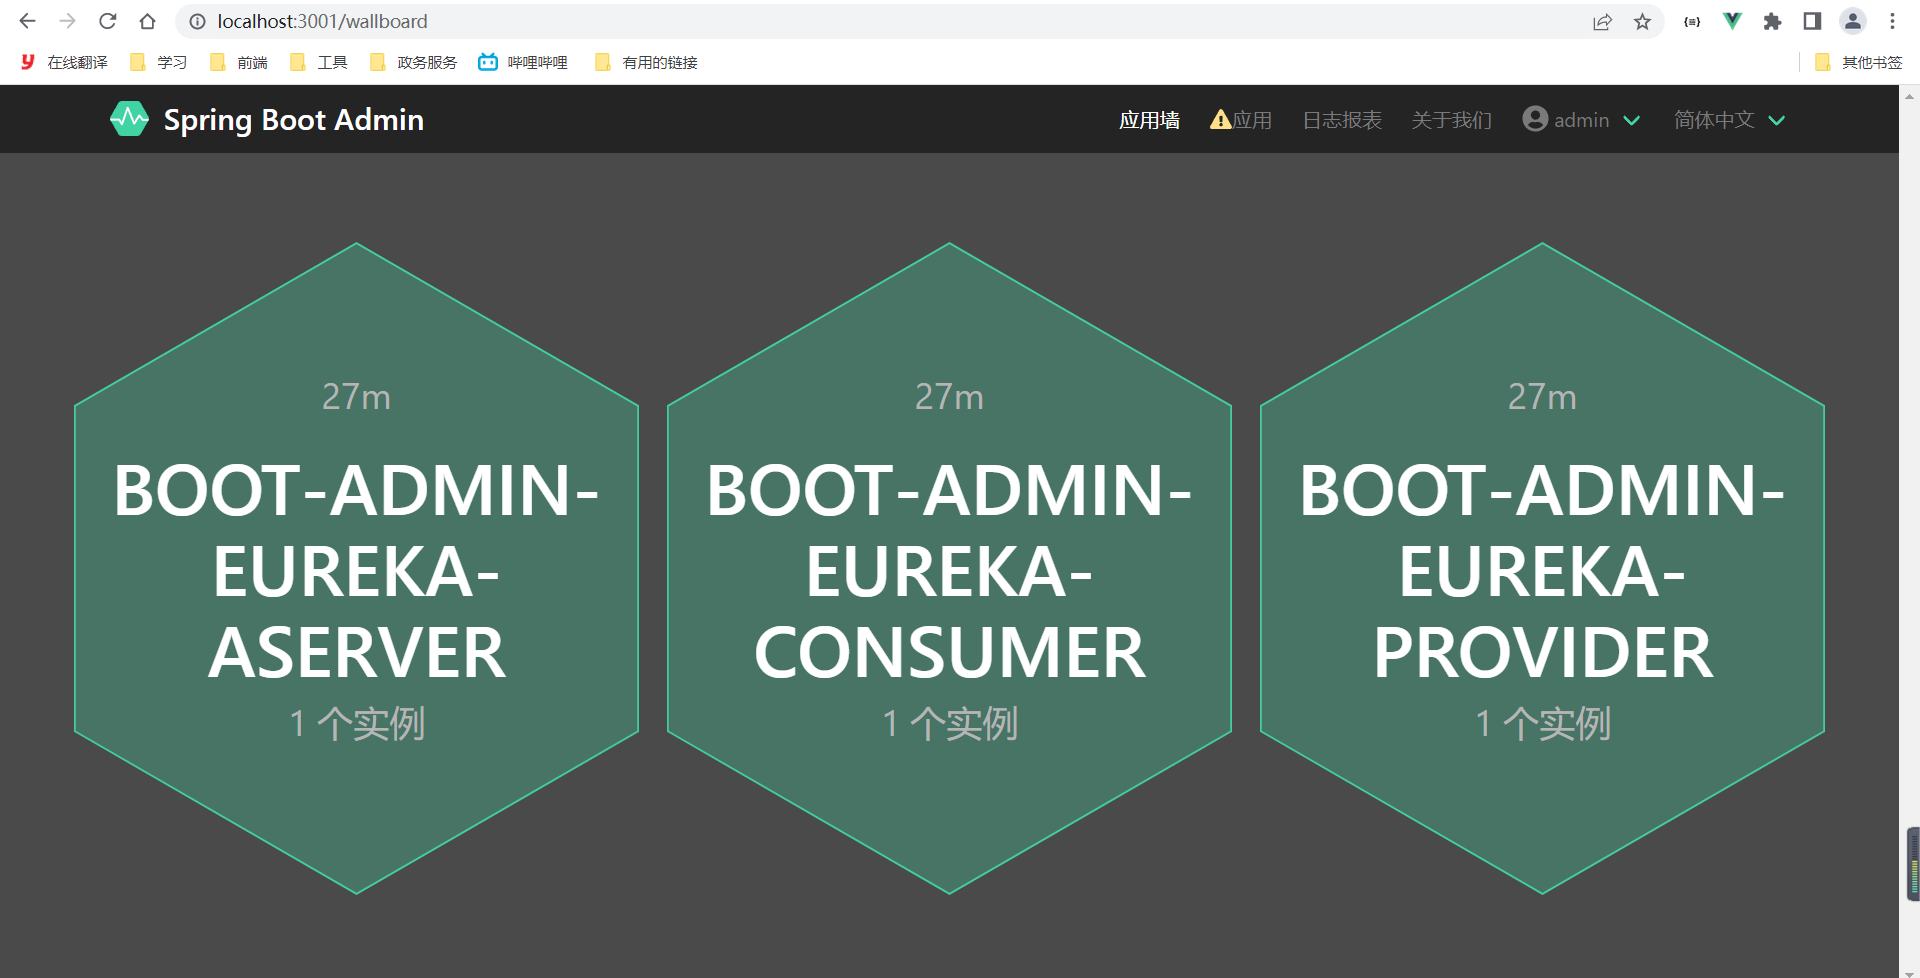 localhost:3001/wallboard
在线翻译 学习 前端 工具 政务服务 哔哩哔哩 有用的链接 其他书签
Spring Boot Admin 应用墙 应用 日志报表 关于我们 admin 简体中文
27m
BOOT-ADMIN-
EUREKA-
ASERVER
1 个实例
27m
BOOT-ADMIN-
EUREKA-
CONSUMER
1 个实例
27m
BOOT-ADMIN-
EUREKA-
PROVIDER
1 个实例